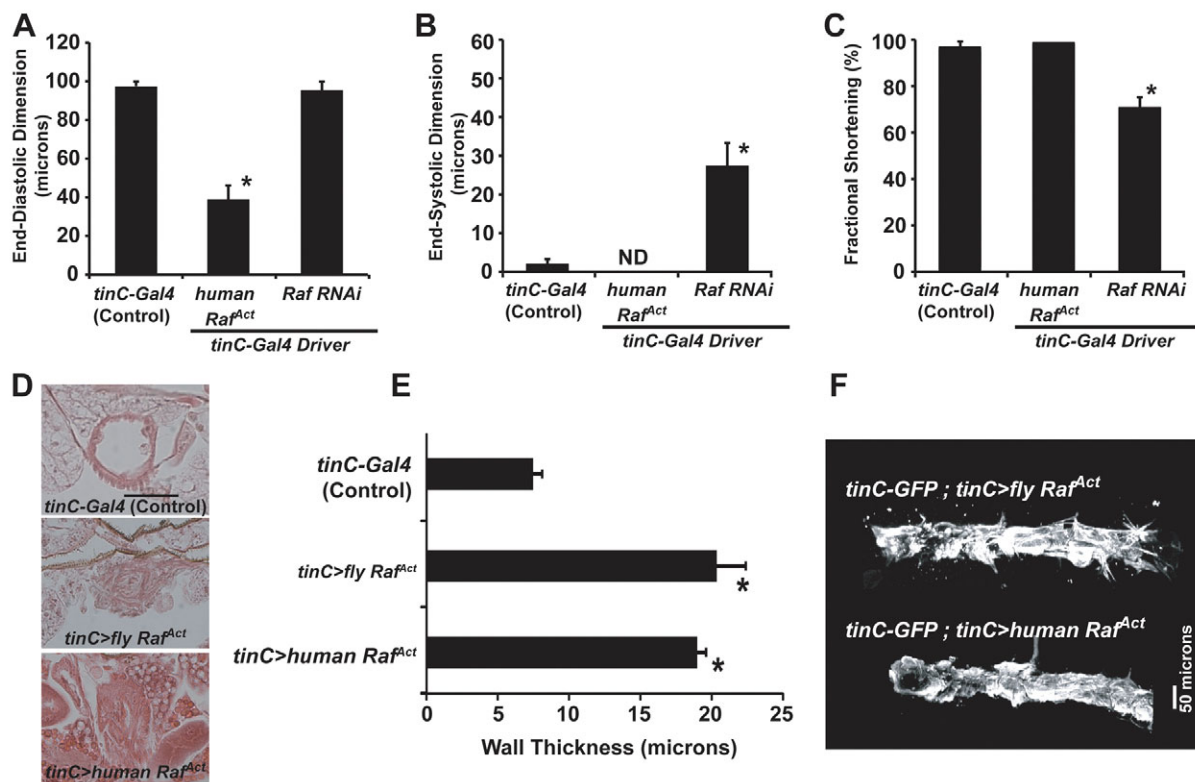 A
End-Diastolic Dimension
(microns)
120
100
80
60
40
20
0
tinC-Gal4
(Control)
human
Raf^Act
Raf RNAi
tinC-Gal4 Driver
B
End-Systolic Dimension
(microns)
60
50
40
30
20
10
0
ND
*
tinC-Gal4
(Control)
human
Raf^Act
Raf RNAi
tinC-Gal4 Driver
*
C
Fractional Shortening (%)
100
80
60
40
20
0
*
tinC-Gal4
(Control)
human
Raf^Act
Raf RNAi
tinC-Gal4 Driver
D
tinC-Gal4 (Control)
tinC>fly Raf^Act
tinC>human Raf^Act
E
tinC-Gal4
(Control)
tinC>fly Raf^Act
*
tinC>human Raf^Act
*
0 5 10 15 20 25
Wall Thickness (microns)
F
tinC-GFP ; tinC>fly Raf^Act
tinC-GFP ; tinC>human Raf^Act
50 microns